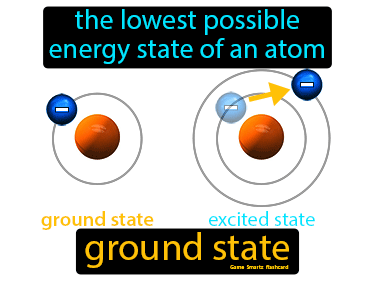 the lowest possible
energy state of an atom
ground state
excited state
ground state
Game Smartz flashcard